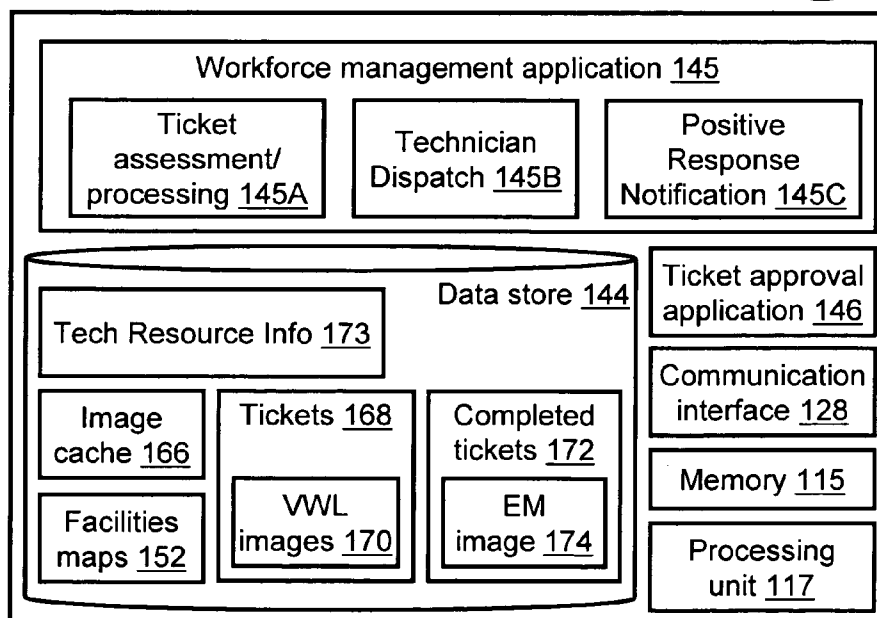 Workforce management application 145
Ticket
assessment/
processing 145A
Technician
Dispatch 145B
Positive
Response
Notification 145C
Data store 144
Tech Resource Info 173
Image
cache 166
Facilities
maps 152
Tickets 168
VWL
images 170
Completed
tickets 172
EM
image 174
Ticket approval
application 146
Communication
interface 128
Memory 115
Processing
unit 117